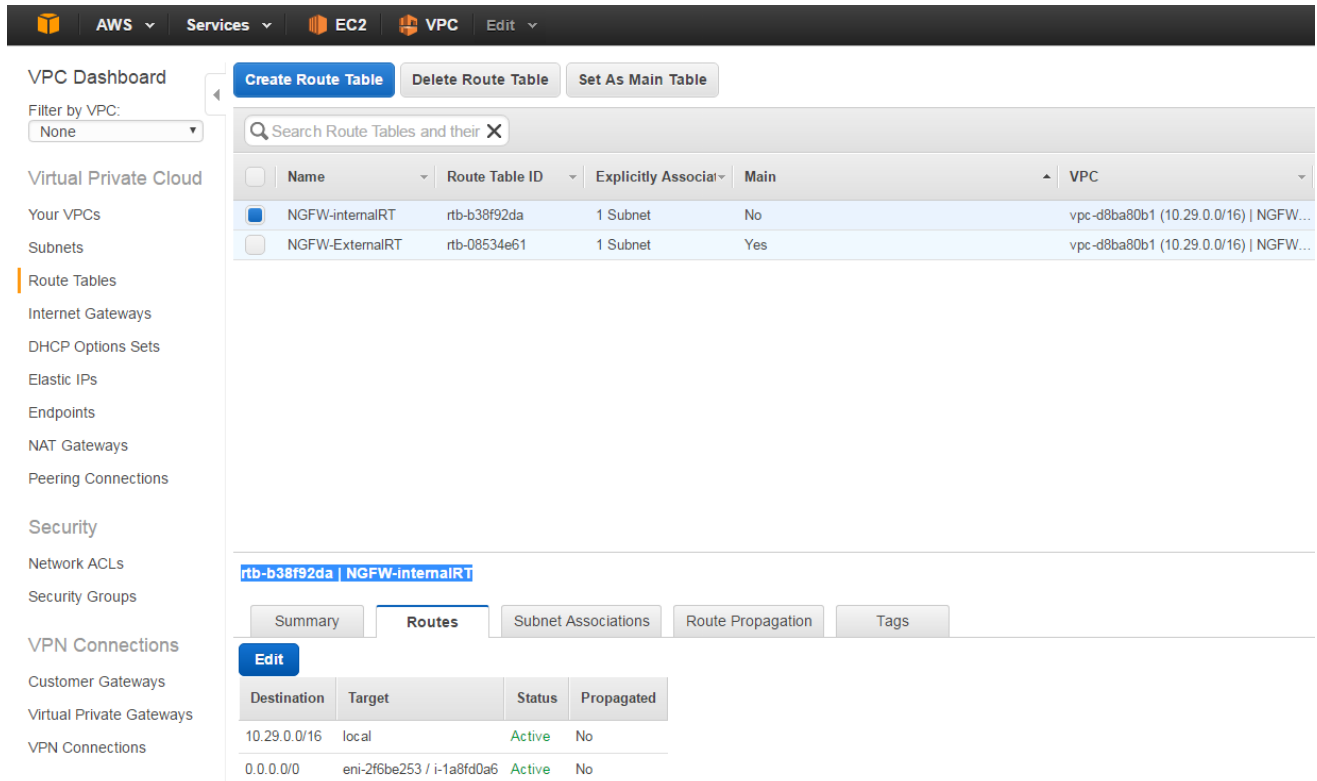 AWS Services EC2 VPC Edit
VPC Dashboard
Filter by VPC:
None
Virtual Private Cloud
Your VPCs
Subnets
Route Tables
Internet Gateways
DHCP Options Sets
Elastic IPs
Endpoints
NAT Gateways
Peering Connections
Security
Network ACLs
Security Groups
VPN Connections
Customer Gateways
Virtual Private Gateways
VPN Connections
Create Route Table Delete Route Table Set As Main Table
Search Route Tables and their
Name Route Table ID Explicitly Associat Main VPC
NGFW-internalRT rtb-b38f92da 1 Subnet No vpc-d8ba80b1 (10.29.0.0/16) | NGFW...
NGFW-ExternalRT rtb-08534e61 1 Subnet Yes vpc-d8ba80b1 (10.29.0.0/16) | NGFW...
rtb-b38f92da | NGFW-internalRT
Summary Routes Subnet Associations Route Propagation Tags
Edit
Destination Target Status Propagated
10.29.0.0/16 local Active No
0.0.0.0/0 eni-2f6be253 / i-1a8fd0a6 Active No